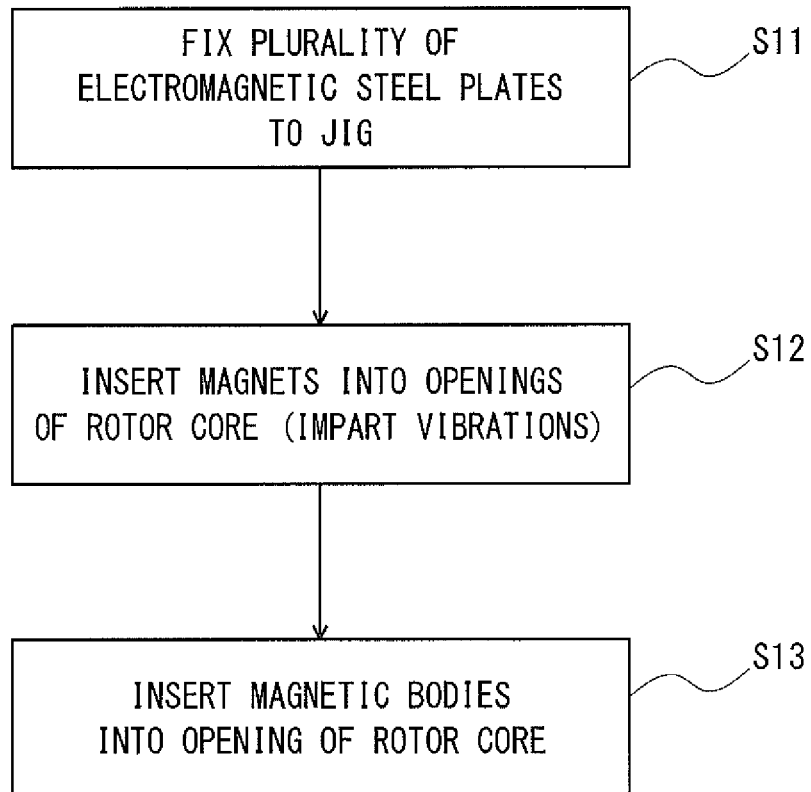 FIX PLURALITY OF
ELECTROMAGNETIC STEEL PLATES
TO JIG
S11
INSERT MAGNETS INTO OPENINGS
OF ROTOR CORE (IMPART VIBRATIONS)
S12
INSERT MAGNETIC BODIES
INTO OPENING OF ROTOR CORE
S13